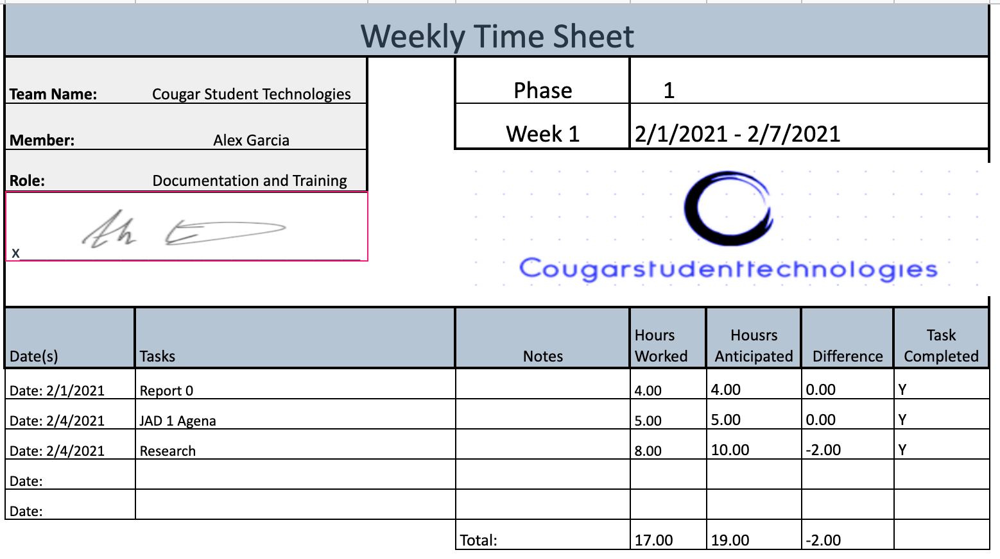 Weekly Time Sheet
Team Name: Cougar Student Technologies
Phase 1
Member: Alex Garcia
Week 1 2/1/2021 - 2/7/2021
Role: Documentation and Training
x
Cougarstudenttechnologies
Date(s) Tasks Notes Hours Worked Housrs Anticipated Difference Task Completed
Date: 2/1/2021 Report 0 4.00 4.00 0.00 Y
Date: 2/4/2021 JAD 1 Agena 5.00 5.00 0.00 Y
Date: 2/4/2021 Research 8.00 10.00 -2.00 Y
Date:
Date:
Total: 17.00 19.00 -2.00